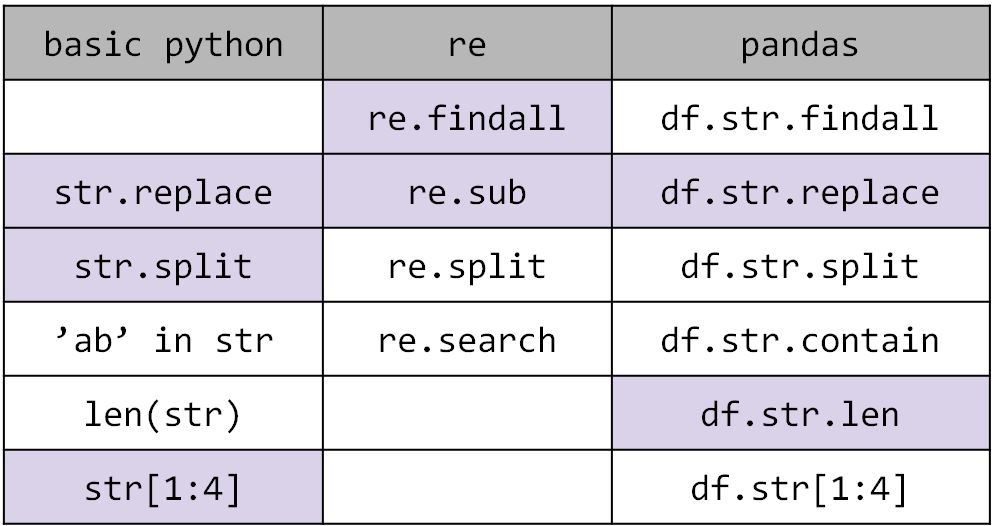 basic python re pandas
re.findall df.str.findall
str.replace re.sub df.str.replace
str.split re.split df.str.split
’ab’ in str re.search df.str.contain
len(str) df.str.len
str[1:4] df.str[1:4]